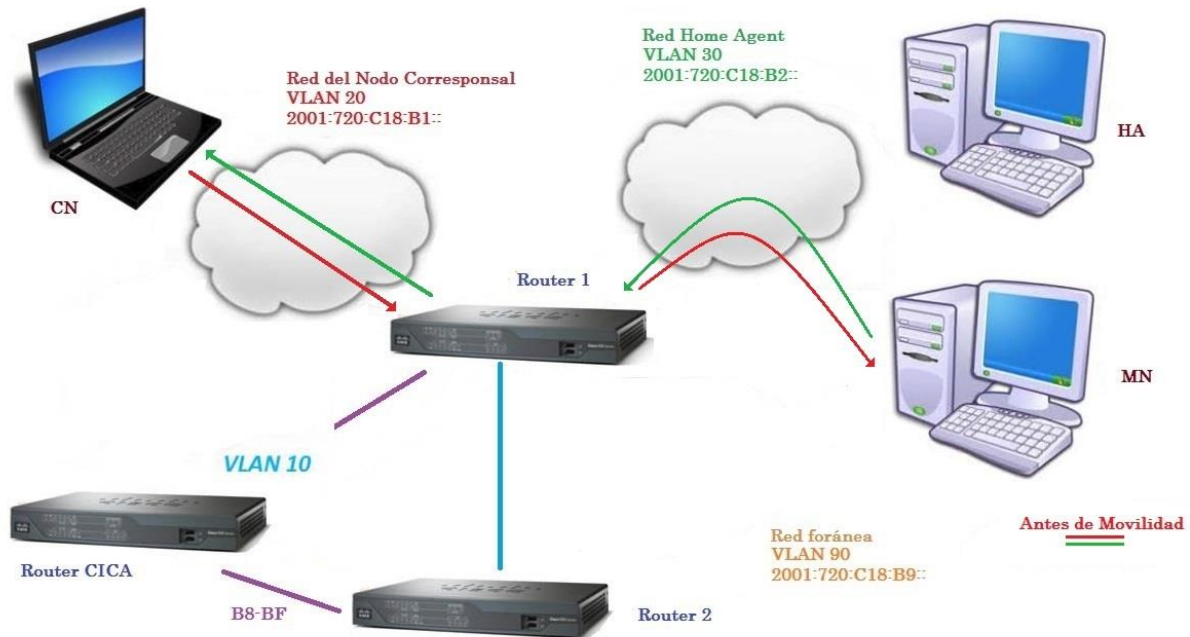 Red Home Agent
VLAN 30
2001:720:C18:B2::
Red del Nodo Corresponsal
VLAN 20
2001:720:C18:B1::
HA
CN
Router 1
MN
VLAN 10
Red foránea
VLAN 90
2001:720:C18:B9::
Antes de Movilidad
Router CICA
B8-BF
Router 2